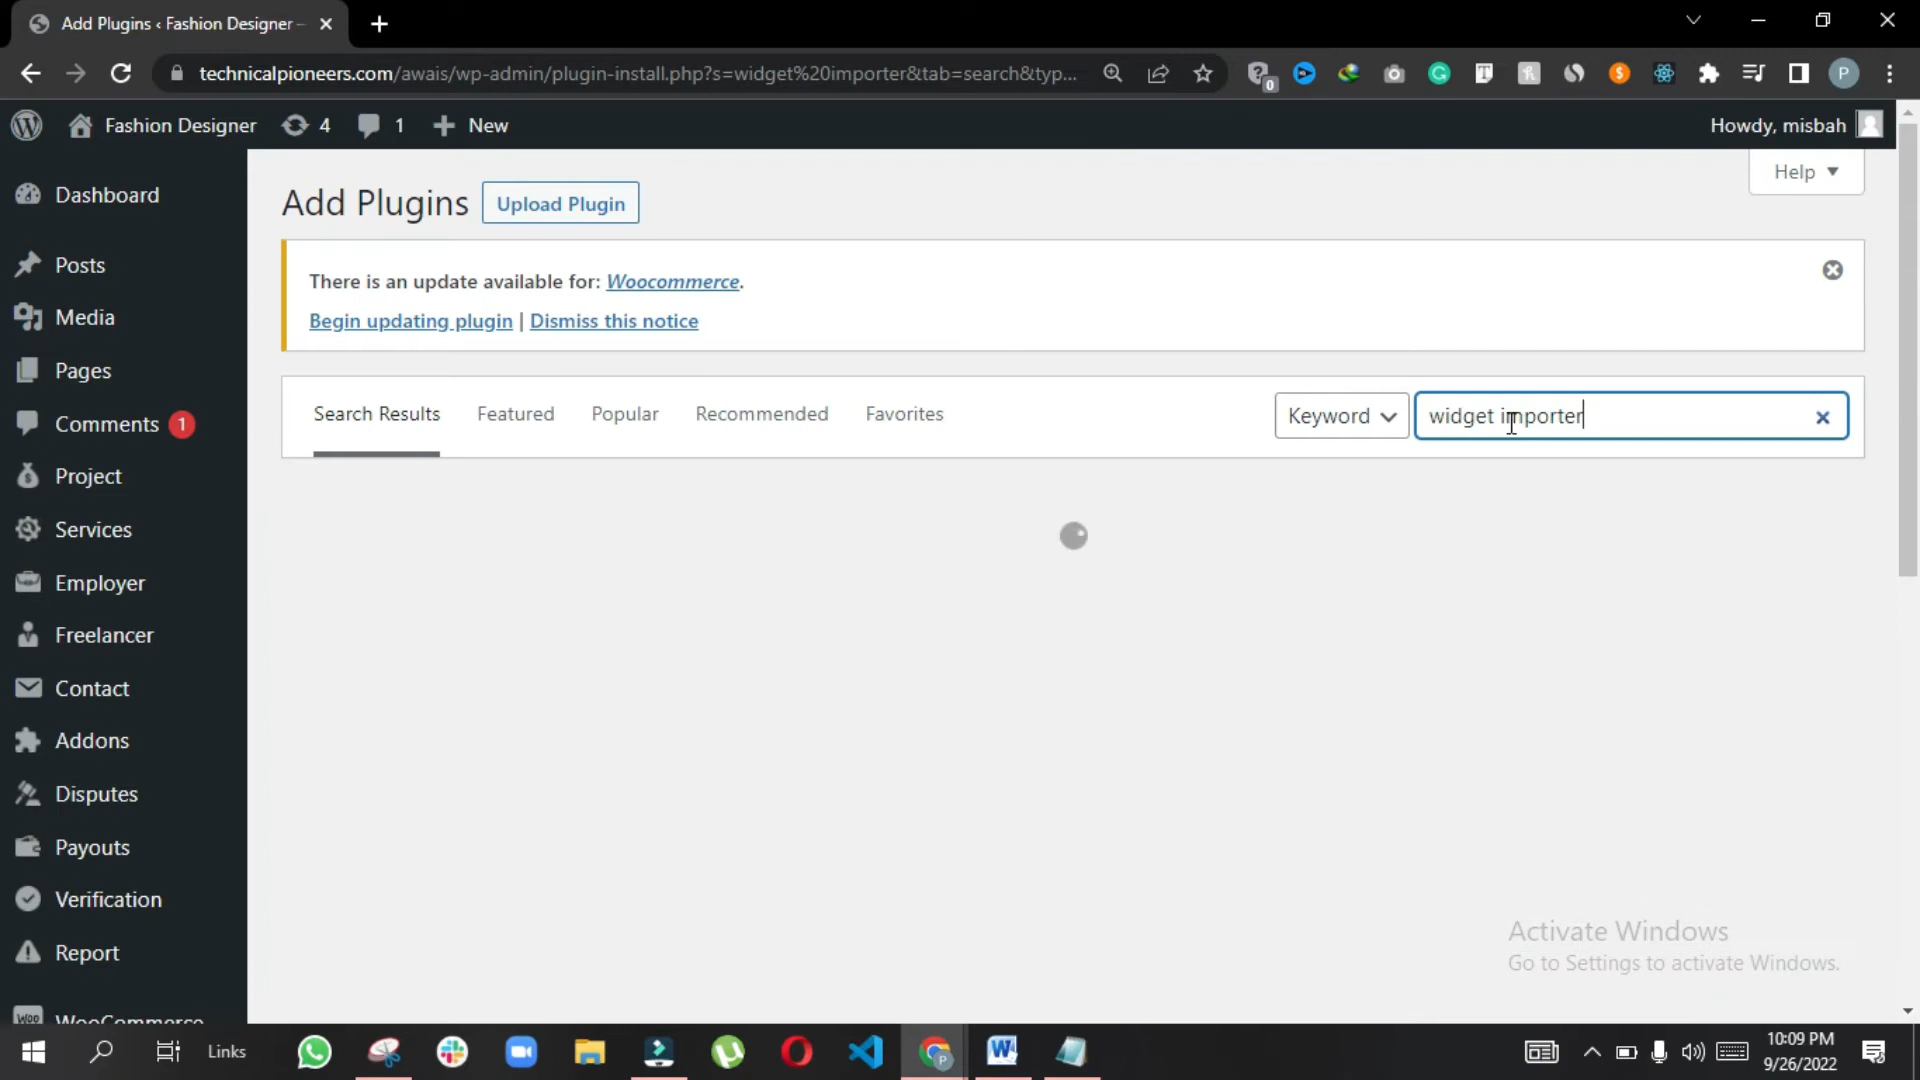 Add Plugins ‹ Fashion Designer –
technicalpioneers.com/awais/wp-admin/plugin-install.php?s=widget%20importer&tab=search&typ...
0
P
Fashion Designer 4 1 New
Howdy, misbah
Help
Dashboard
Posts
Media
Pages
Comments 1
Project
Services
Employer
Freelancer
Contact
Addons
Disputes
Payouts
Verification
Report
Woo WooCommerce
Add Plugins Upload Plugin
There is an update available for: Woocommerce.
Begin updating plugin | Dismiss this notice
Search Results Featured Popular Recommended Favorites
Keyword widget importer
Activate Windows
Go to Settings to activate Windows.
Links
10:09 PM
9/26/2022